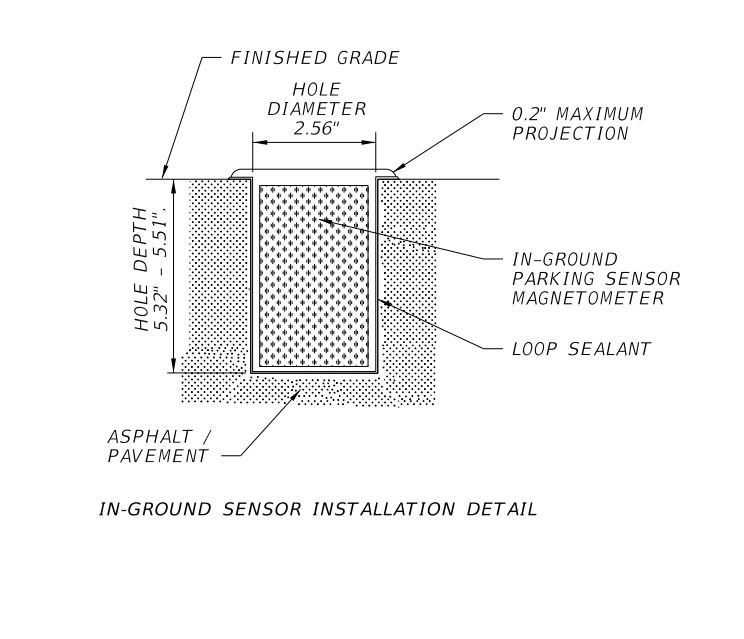 FINISHED GRADE
HOLE
DIAMETER
2.56"
0.2" MAXIMUM
PROJECTION
HOLE DEPTH
5.32" - 5.51".
IN-GROUND
PARKING SENSOR
MAGNETOMETER
LOOP SEALANT
ASPHALT /
PAVEMENT
IN-GROUND SENSOR INSTALLATION DETAIL